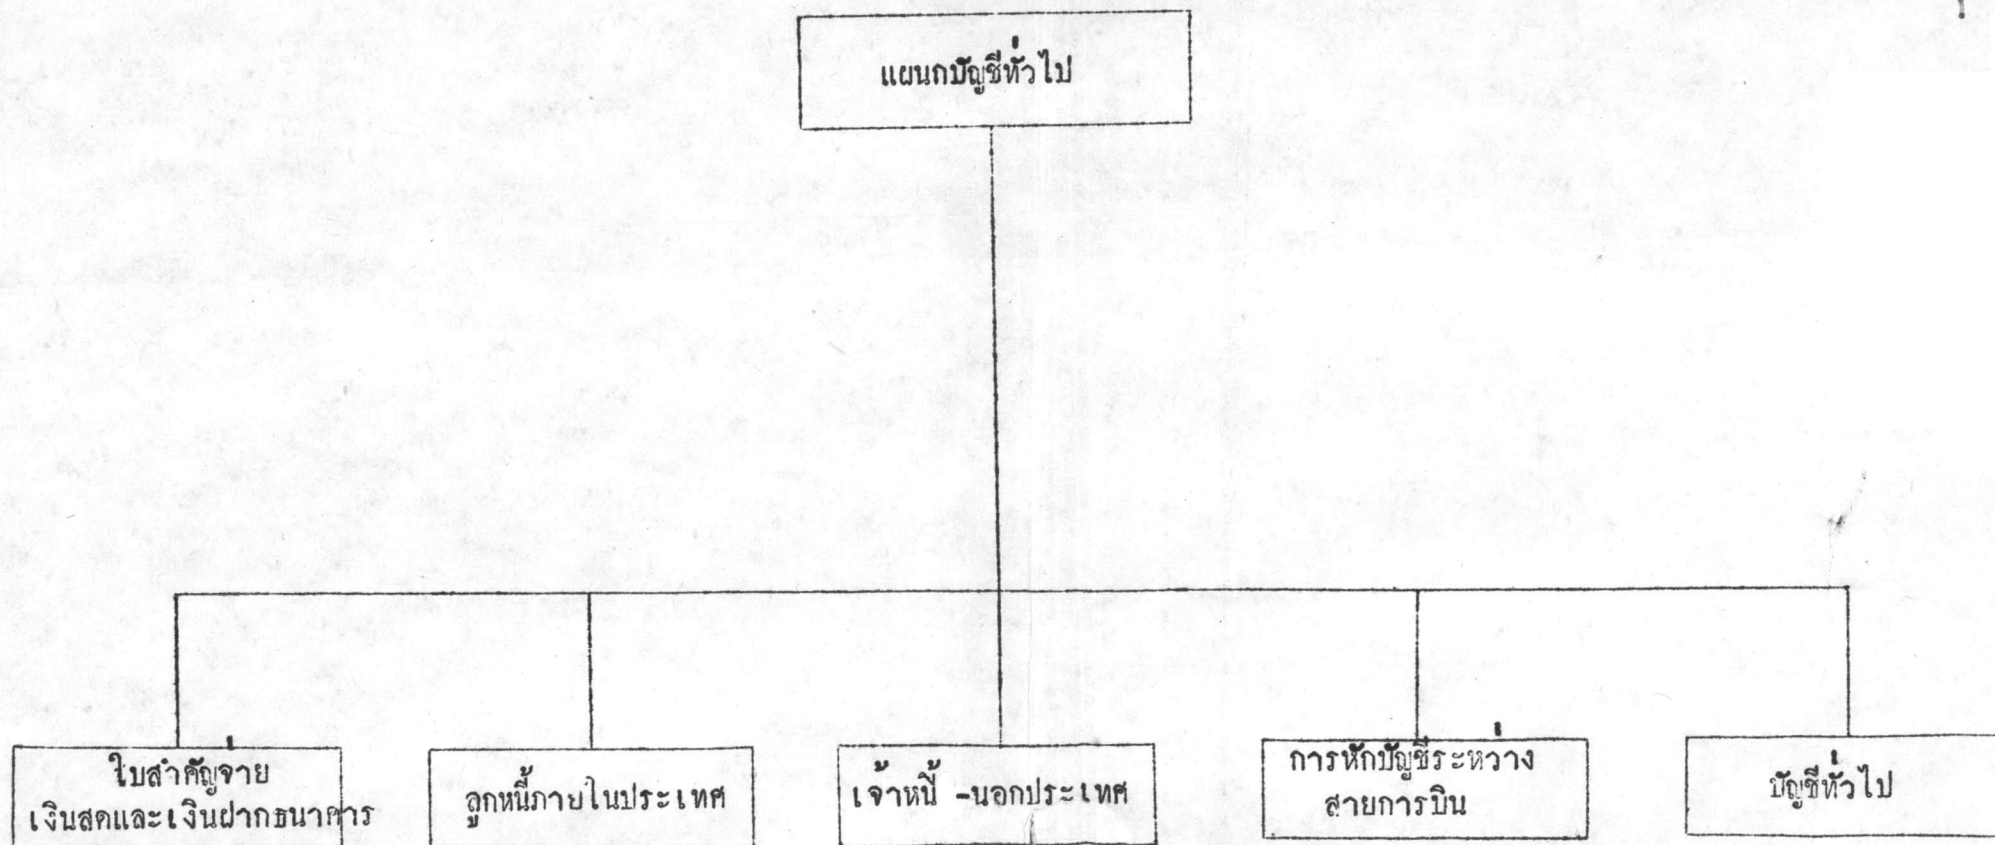 แผนกบัญชีทั่วไป
ใบสำคัญจ่าย
เงินสดและเงินฝากธนาคาร
ลูกหนี้ภายในประเทศ
เจ้าหนี้ -นอกประเทศ
การหักบัญชีระหว่าง
สายการบิน
บัญชีทั่วไป